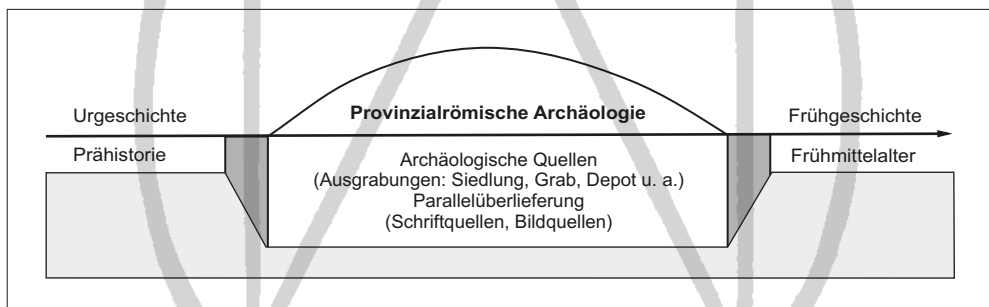 Urgeschichte
Provinzialrömische Archäologie
Frühgeschichte
Prähistorie
Archäologische Quellen
(Ausgrabungen: Siedlung, Grab, Depot u. a.)
Parallelüberlieferung
(Schriftquellen, Bildquellen)
Frühmittelalter